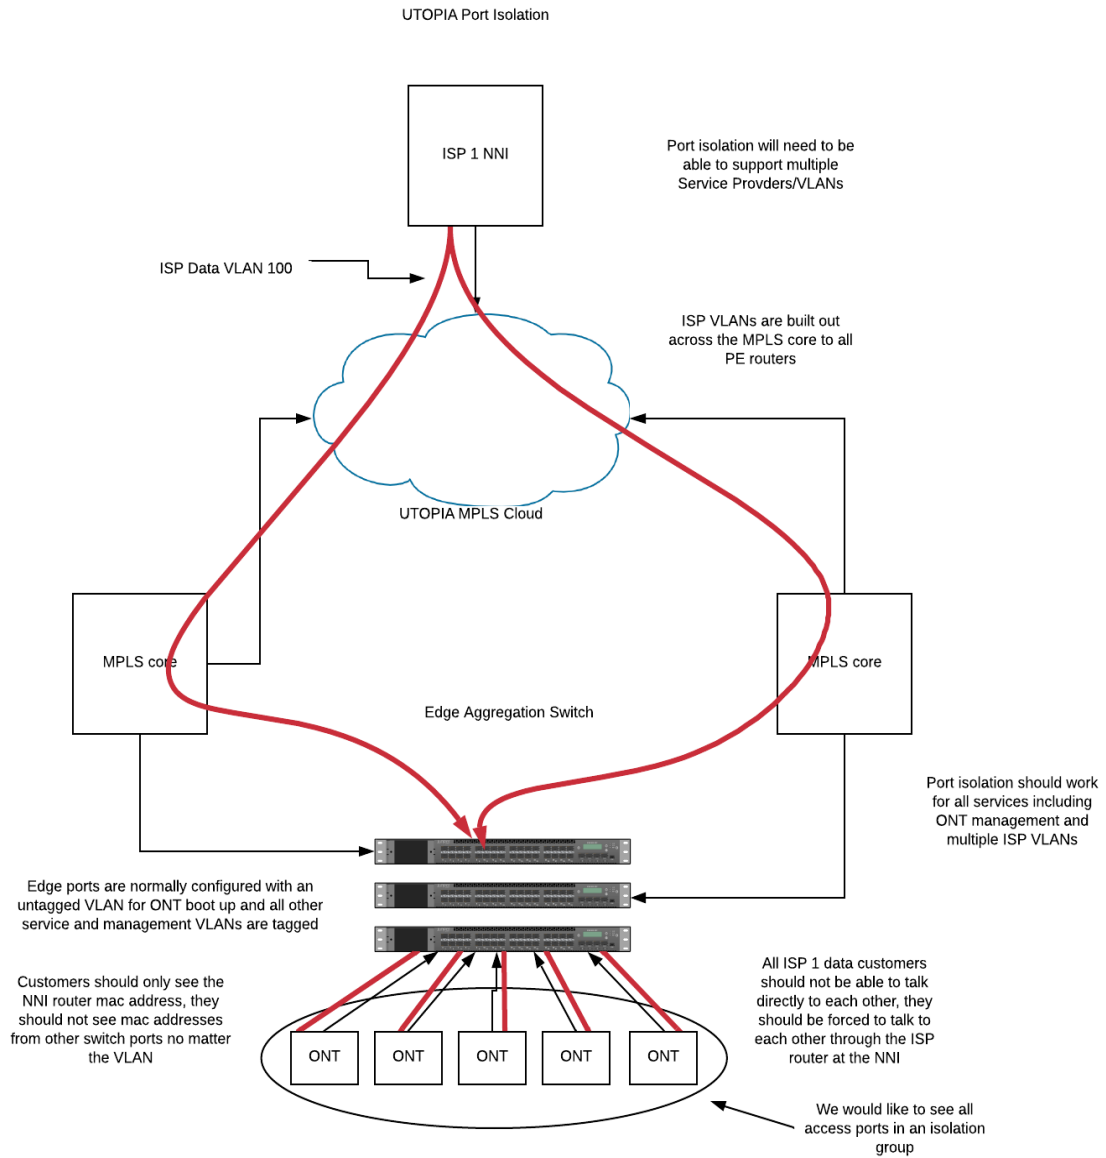 UTOPIA Port Isolation
ISP 1 NNI
Port isolation will need to be
able to support multiple
Service Provders/VLANs
ISP Data VLAN 100
ISP VLANs are built out
across the MPLS core to all
PE routers
UTOPIA MPLS Cloud
MPLS core
MPLS core
Edge Aggregation Switch
Port isolation should work
for all services including
ONT management and
multiple ISP VLANs
Edge ports are normally configured with an
untagged VLAN for ONT boot up and all other
service and management VLANs are tagged
Customers should only see the
NNI router mac address, they
should not see mac addresses
from other switch ports no matter
the VLAN
All ISP 1 data customers
should not be able to talk
directly to each other, they
should be forced to talk to
each other through the ISP
router at the NNI
ONT
ONT
ONT
ONT
ONT
We would like to see all
access ports in an isolation
group